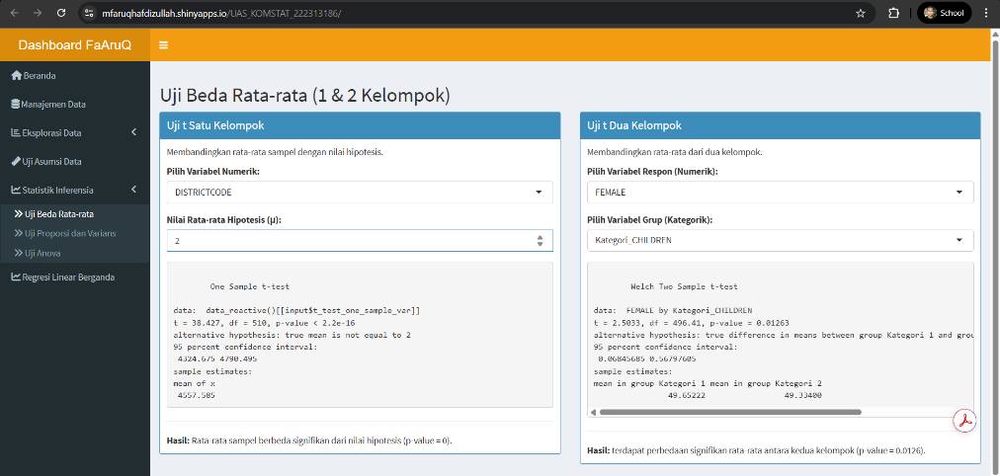 mfaruqhafdizullah.shinyapps.io/UAS_KOMSTAT_222313186/
School
Dashboard FaAruQ
Beranda
Manajemen Data
Eksplorasi Data
Uji Asumsi Data
Statistik Inferensia
Uji Beda Rata-rata
Uji Proporsi dan Varians
Uji Anova
Regresi Linear Berganda
Uji Beda Rata-rata (1 & 2 Kelompok)
Uji t Satu Kelompok
Membandingkan rata-rata sampel dengan nilai hipotesis.
Pilih Variabel Numerik:
DISTRICTCODE
Nilai Rata-rata Hipotesis (μ):
2
One Sample t-test
data:  data_reactive()[[input$t_test_one_sample_var]]
t = 38.427, df = 510, p-value < 2.2e-16
alternative hypothesis: true mean is not equal to 2
95 percent confidence interval:
4324.675 4790.495
sample estimates:
mean of x
4557.585
Hasil: Rata-rata sampel berbeda signifikan dari nilai hipotesis (p-value = 0).
Uji t Dua Kelompok
Membandingkan rata-rata dari dua kelompok.
Pilih Variabel Respon (Numerik):
FEMALE
Pilih Variabel Grup (Kategorik):
Kategori_CHILDREN
Welch Two Sample t-test
data:  FEMALE by Kategori_CHILDREN
t = 2.5033, df = 496.41, p-value = 0.01263
alternative hypothesis: true difference in means between group Kategori 1 and grou
95 percent confidence interval:
0.06845685 0.56797605
sample estimates:
mean in group Kategori 1 mean in group Kategori 2
49.65222 49.33400
Hasil: terdapat perbedaan signifikan rata-rata antara kedua kelompok (p-value = 0.0126).